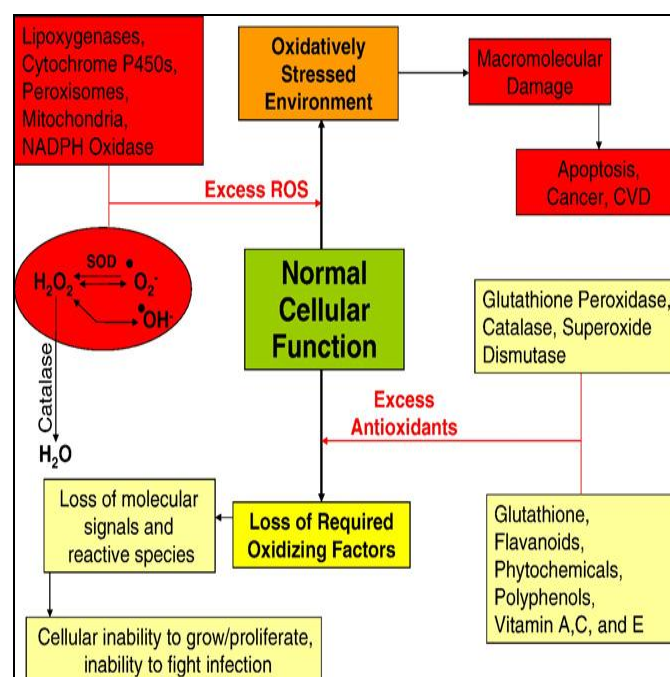 Lipoxygenases,
Cytochrome P450s,
Peroxisomes,
Mitochondria,
NADPH Oxidase
Oxidatively
Stressed
Environment
Macromolecular
Damage
Apoptosis,
Cancer, CVD
Excess ROS
SOD
H₂O₂
•O₂⁻
•OH⁻
Catalase
H₂O
Normal
Cellular
Function
Glutathione Peroxidase,
Catalase, Superoxide
Dismutase
Excess
Antioxidants
Loss of molecular
signals and
reactive species
Loss of Required
Oxidizing Factors
Glutathione,
Flavanoids,
Phytochemicals,
Polyphenols,
Vitamin A,C, and E
Cellular inability to grow/proliferate,
inability to fight infection